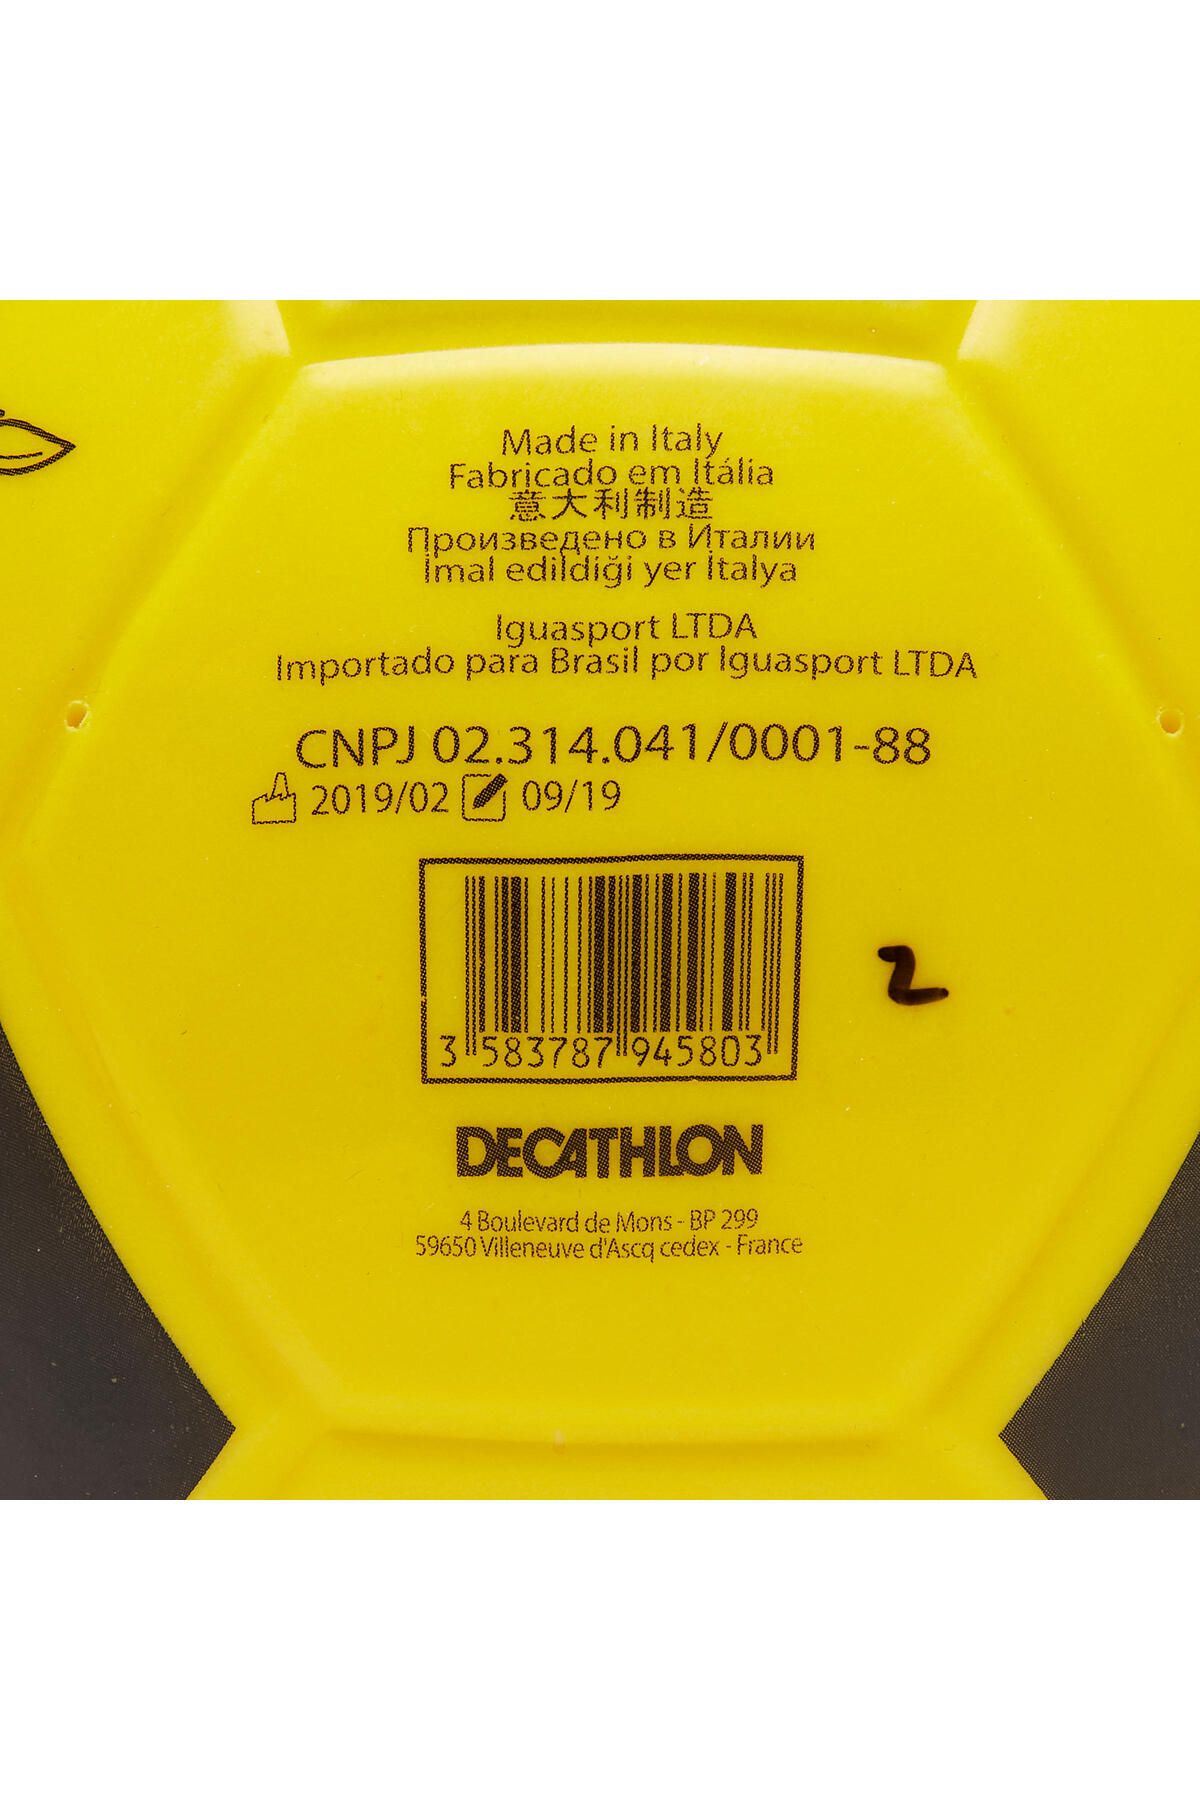 Made in Italy
Fabricado em Itália
意大利制造
Произведено в Италии
İmal edildiği yer İtalya
Iguasport LTDA
Importado para Brasil por Iguasport LTDA
CNPJ 02.314.041/0001-88
2019/02 09/19
2
3 583787 945803
DECATHLON
4 Boulevard de Mons - BP 299
59650 Villeneuve d'Ascq cedex - France